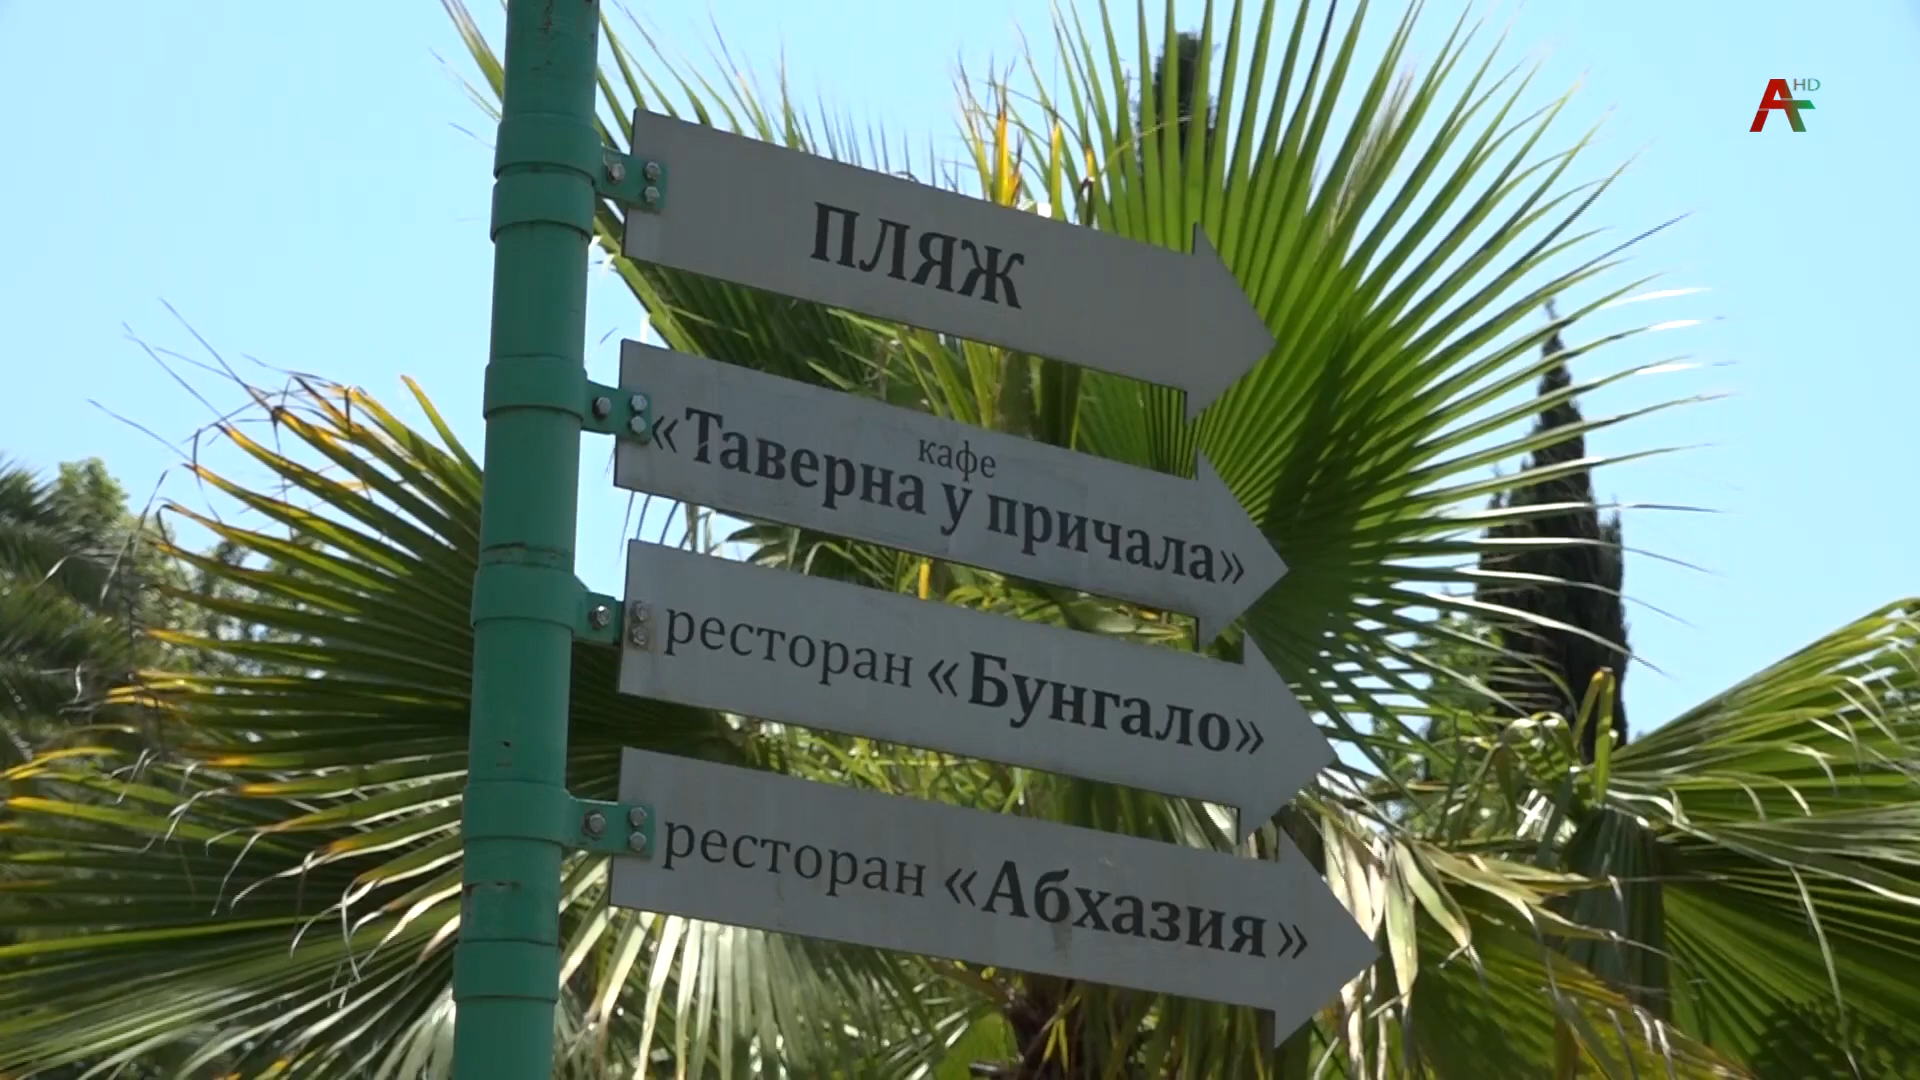 HD
ПЛЯЖ
кафе
«Таверна у причала»
ресторан «Бунгало»
ресторан «Абхазия»